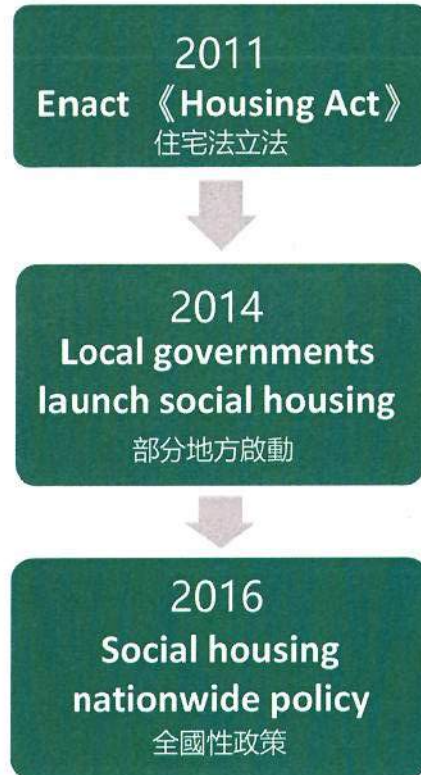 2011
Enact 《Housing Act》
住宅法立法
2014
Local governments
launch social housing
部分地方啟動
2016
Social housing
nationwide policy
全國性政策